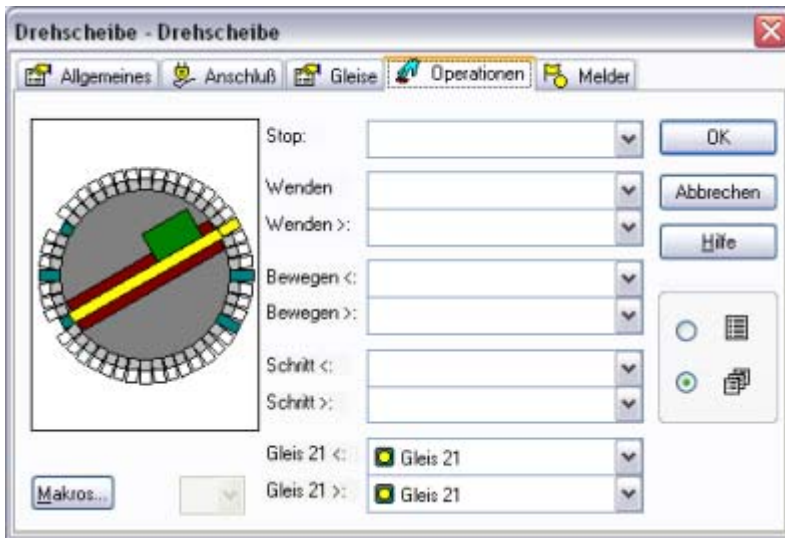 Drehscheibe - Drehscheibe
Allgemeines Anschluß Gleise Operationen Melder
Stop:
OK
Wenden
Abbrechen
Wenden >:
Hilfe
Bewegen <:
Bewegen >:
Schritt <:
Schritt >:
Gleis 21 <: Gleis 21
Makros... Gleis 21 >: Gleis 21